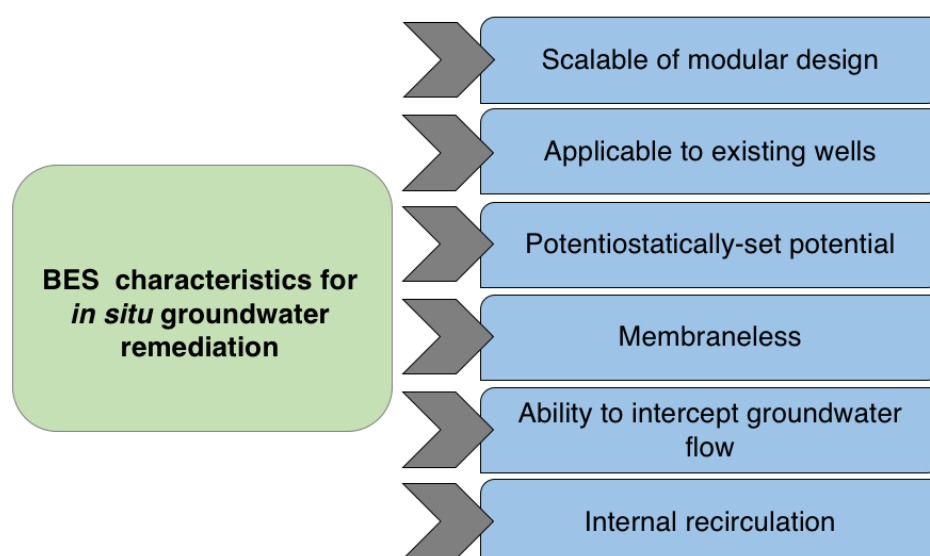 Scalable of modular design
Applicable to existing wells
Potentiostatically-set potential
BES characteristics for
in situ groundwater
remediation
Membraneless
Ability to intercept groundwater
flow
Internal recirculation